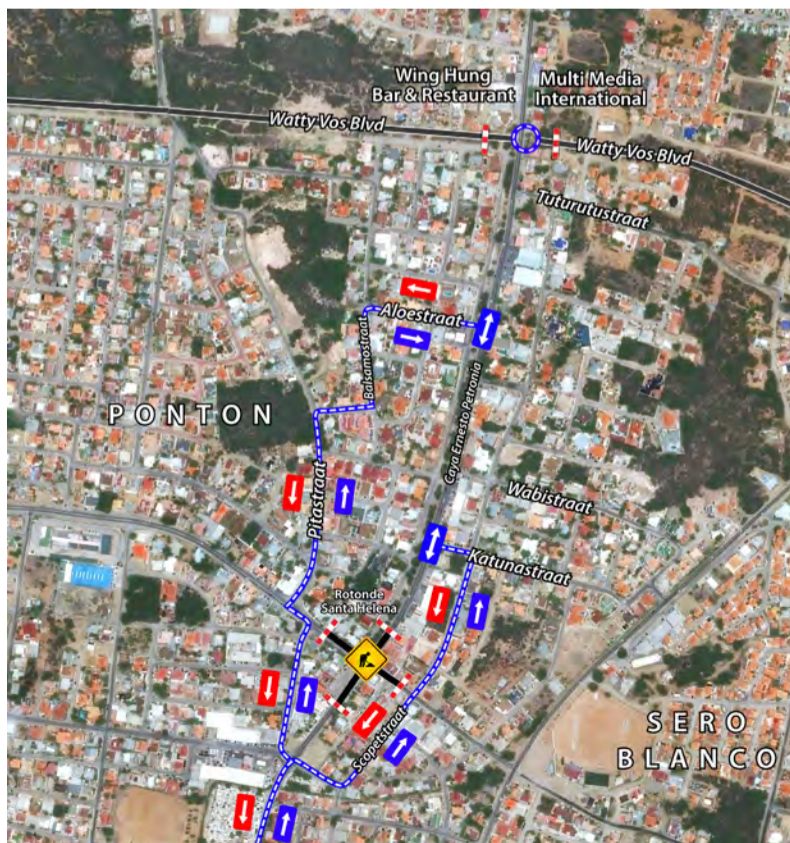 Wing Hung
Bar & Restaurant
Multi Media
International
Watty Vos Blvd
Watty Vos Blvd
Tuturutustraat
Aloestraat
Balsamostraat
Caya Ernesto Petronia
PONTON
Pitastraat
Wabistraat
Katunastraat
Rotonde
Santa Helena
Scopetstraat
SERO
BLANCO